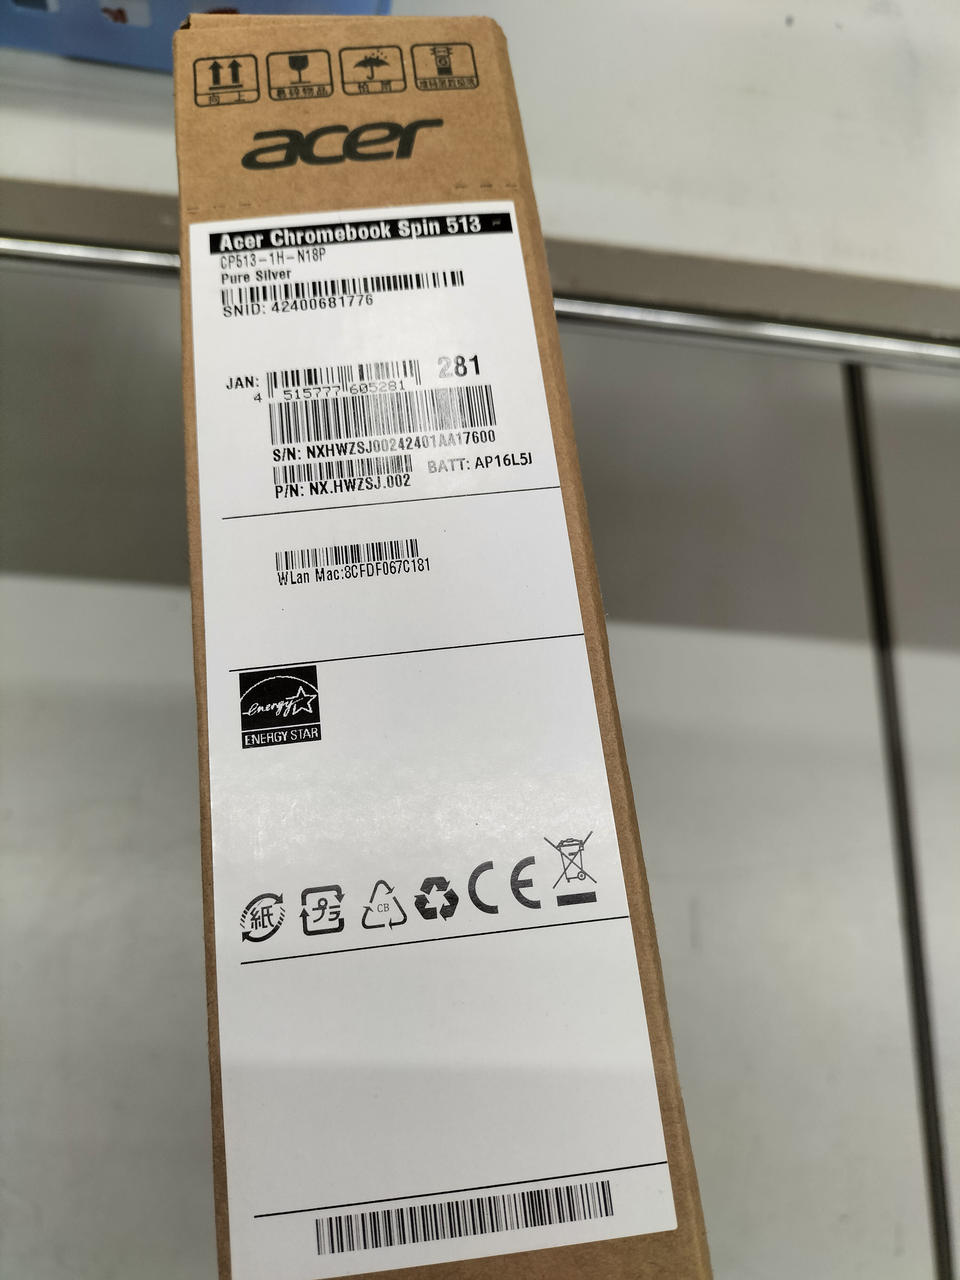 向上
易碎物品
怕雨
acer
Acer Chromebook Spin 513
CP513-1H-N18P
Pure Silver
SNID: 42400681776
JAN:
4 515777 605281
281
S/N: NXHWZSJ00242401AA17600
P/N: NX.HWZSJ.002
BATT: AP16L5J
WLan Mac:8CFDF067C181
energy
ENERGY STAR
紙
プラ
CB
CE